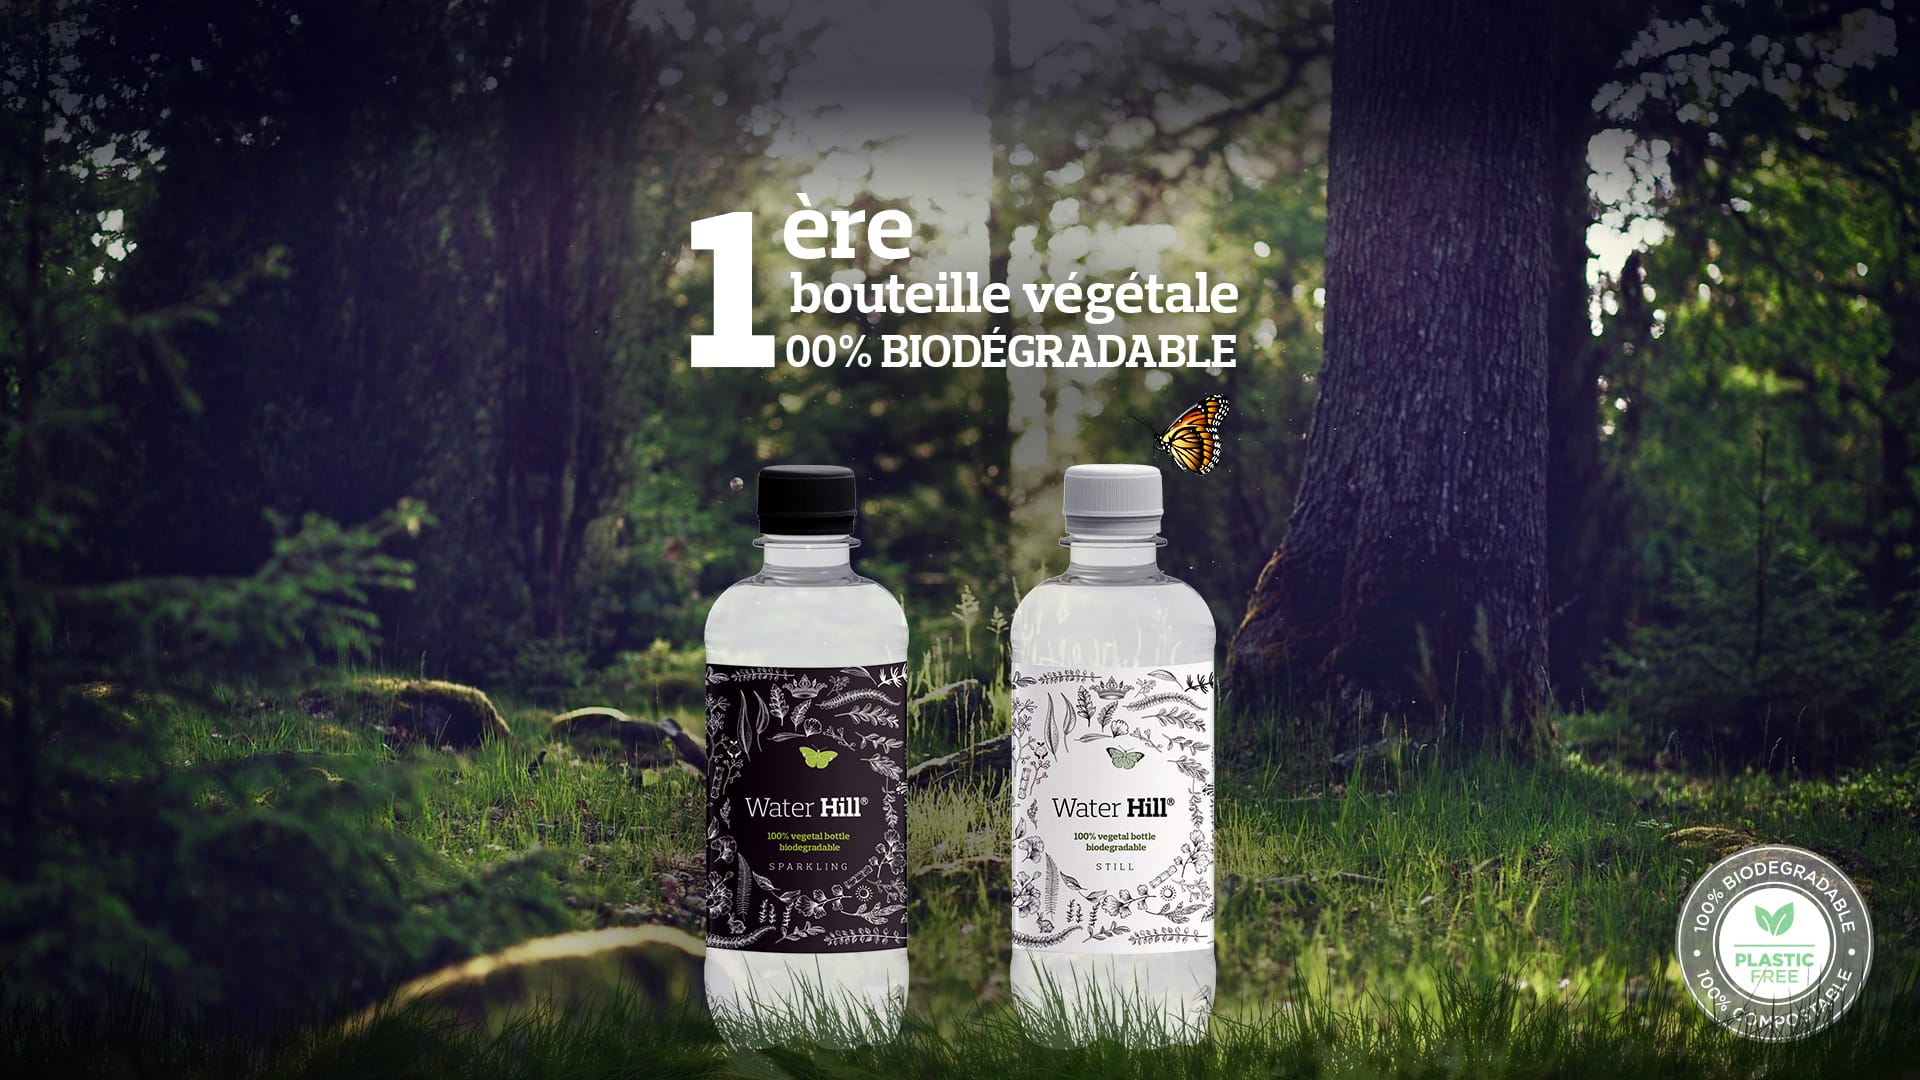 1ère
bouteille végétale
100% BIODÉGRADABLE
Water Hill®
100% vegetal bottle
biodegradable
SPARKLING
Water Hill®
100% vegetal bottle
biodegradable
STILL
100% BIODEGRADABLE
PLASTIC
FREE
100% COMPOSTABLE